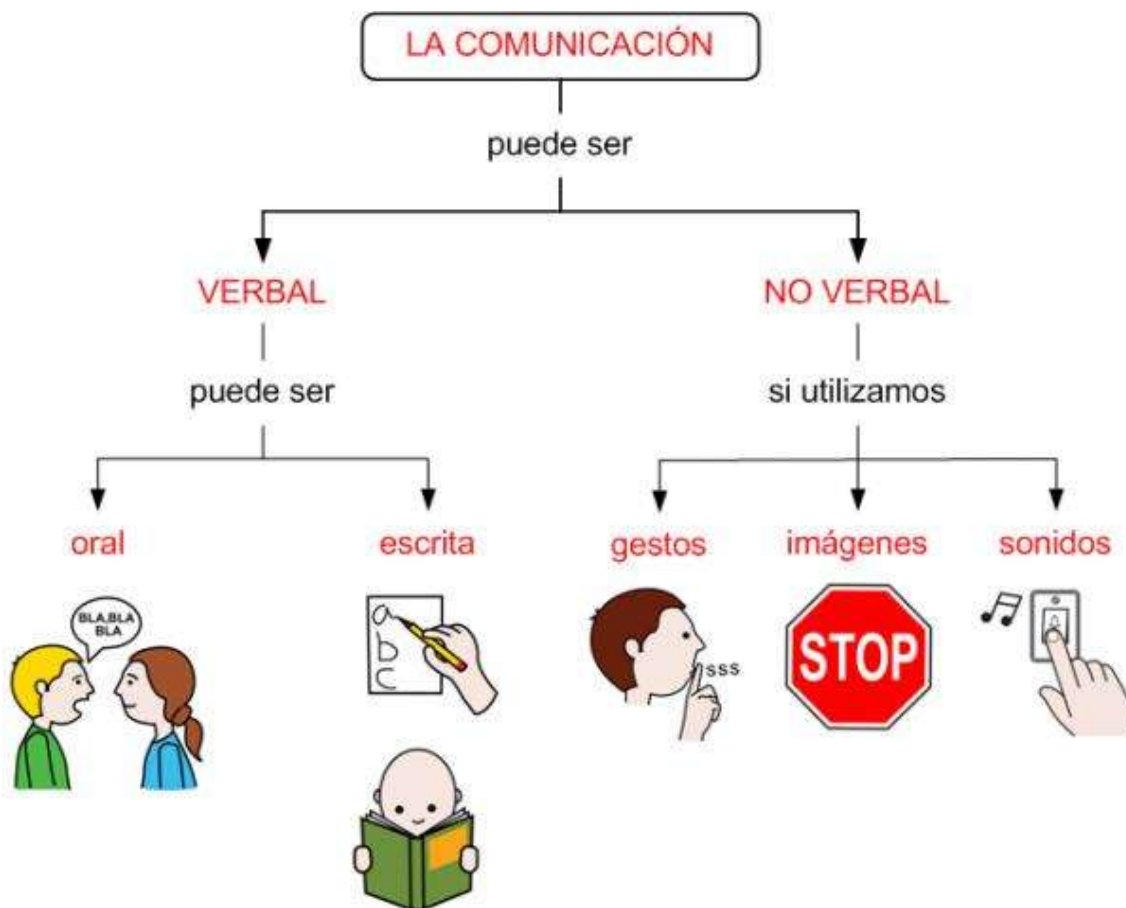 LA COMUNICACIÓN
puede ser
VERBAL
NO VERBAL
puede ser
si utilizamos
oral
escrita
gestos
imágenes
sonidos
BLA,BLA
BLA
a
b
c
sss
STOP